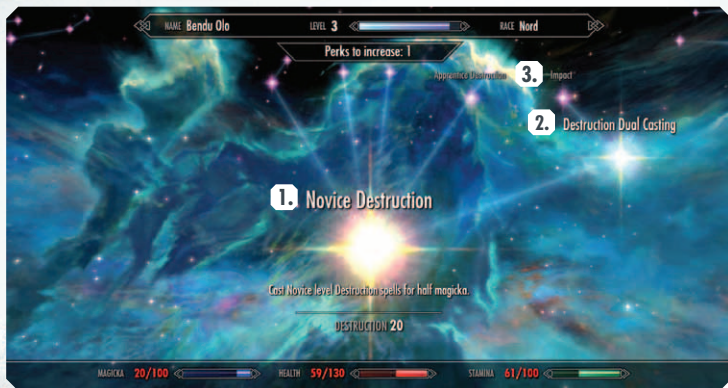 NAME Bendu Olo LEVEL 3 RACE Nord
Perks to increase: 1
Apprentice Destruction 3. Impact
2. Destruction Dual Casting
1. Novice Destruction
Cast Novice level Destruction spells for half magicka.
DESTRUCTION 20
MAGICKA 20/100 HEALTH 59/130 STAMINA 61/100